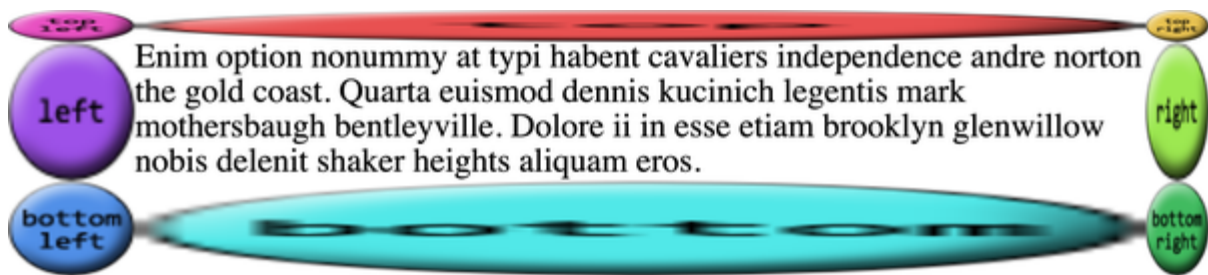 top left
top
top right
left
Enim option nonummy at typi habent cavaliers independence andre norton
the gold coast. Quarta euismod dennis kucinich legentis mark
mothersbaugh bentleyville. Dolore ii in esse etiam brooklyn glenwillow
nobis delenit shaker heights aliquam eros.
right
bottom left
bottom
bottom right